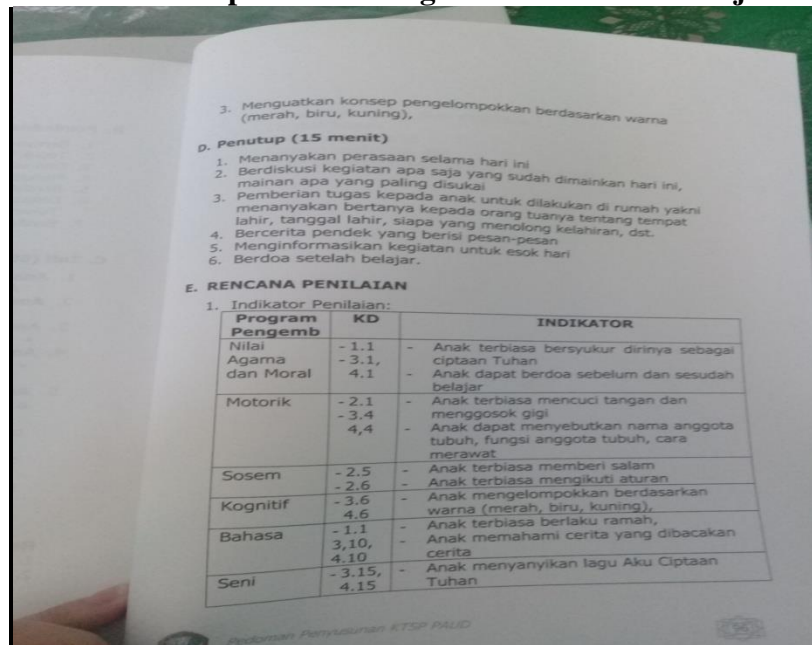 3. Menguatkan konsep pengelompokkan berdasarkan warna
(merah, biru, kuning),
D. Penutup (15 menit)
1. Menanyakan perasaan selama hari ini
2. Berdiskusi kegiatan apa saja yang sudah dimainkan hari ini,
mainan apa yang paling disukai
3. Pemberian tugas kepada anak untuk dilakukan di rumah yakni
menanyakan bertanya kepada orang tuanya tentang tempat
lahir, tanggal lahir, siapa yang menolong kelahiran, dst.
4. Bercerita pendek yang berisi pesan-pesan
5. Menginformasikan kegiatan untuk esok hari
6. Berdoa setelah belajar.
E. RENCANA PENILAIAN
1. Indikator Penilaian:
Program Pengemb KD INDIKATOR
Nilai - 1.1 - Anak terbiasa bersyukur dirinya sebagai
Agama - 3.1, ciptaan Tuhan
dan Moral 4.1 - Anak dapat berdoa sebelum dan sesudah
belajar
Motorik - 2.1 - Anak terbiasa mencuci tangan dan
- 3.4 menggosok gigi
4,4 - Anak dapat menyebutkan nama anggota
tubuh, fungsi anggota tubuh, cara
merawat
Sosem - 2.5 - Anak terbiasa memberi salam
- 2.6 - Anak terbiasa mengikuti aturan
Kognitif - 3.6 - Anak mengelompokkan berdasarkan
4.6 warna (merah, biru, kuning),
Bahasa - 1.1 - Anak terbiasa berlaku ramah,
3,10, - Anak memahami cerita yang dibacakan
4.10 cerita
Seni - 3.15, - Anak menyanyikan lagu Aku Ciptaan
4.15 Tuhan
Pedoman Penyusunan KTSP PAUD